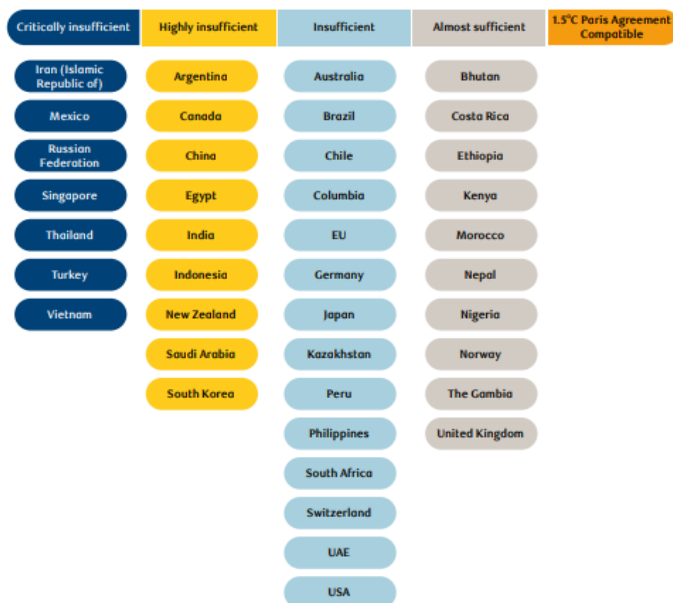 Critically insufficient
Highly insufficient
Insufficient
Almost sufficient
1.5°C Paris Agreement
Compatible
Iran (Islamic
Republic of)
Mexico
Russian
Federation
Singapore
Thailand
Turkey
Vietnam
Argentina
Canada
China
Egypt
India
Indonesia
New Zealand
Saudi Arabia
South Korea
Australia
Brazil
Chile
Columbia
EU
Germany
Japan
Kazakhstan
Peru
Philippines
South Africa
Switzerland
UAE
USA
Bhutan
Costa Rica
Ethiopia
Kenya
Morocco
Nepal
Nigeria
Norway
The Gambia
United Kingdom